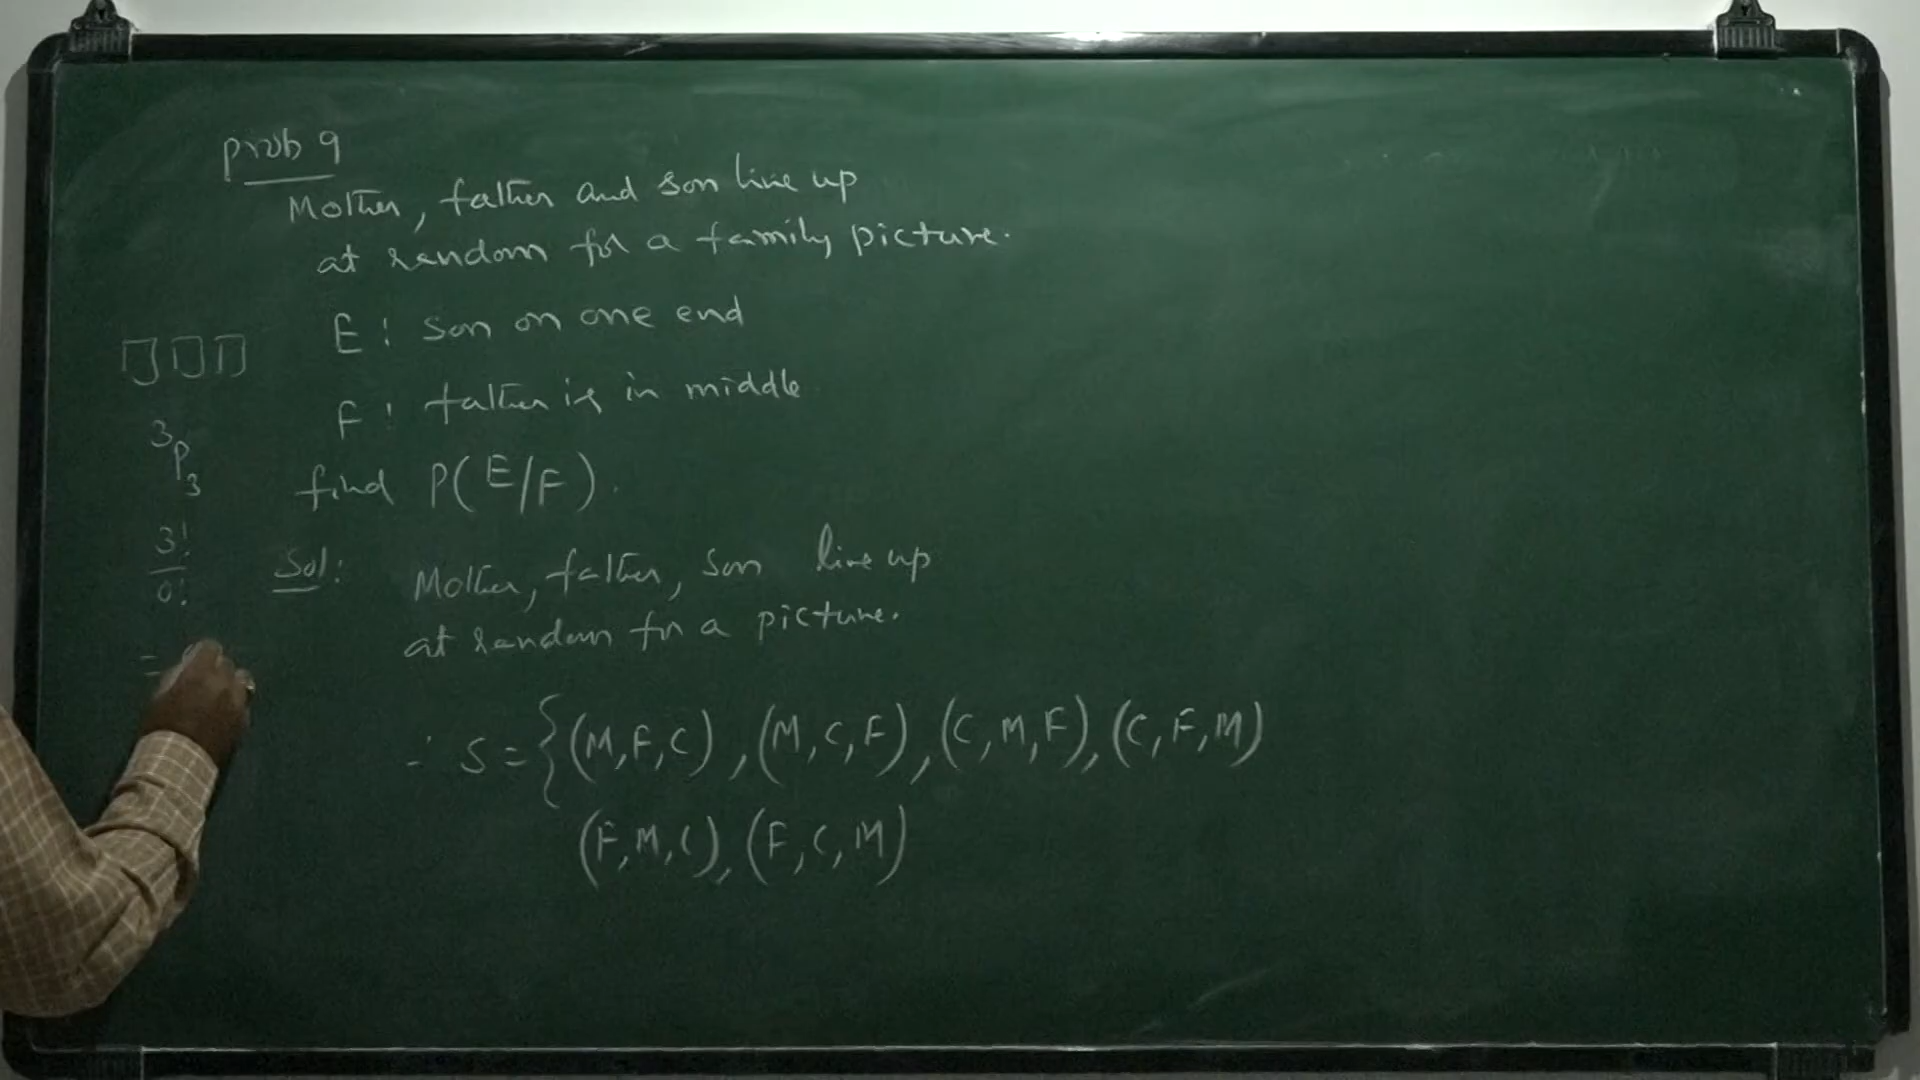 prob 9
Mother, father and son line up
at random for a family picture.
E: son on one end
F: father is in middle
find P(E/F).
3P3
3!
0!
=
Sol:
Mother, father, son line up
at random for a picture.
∴ S = {(M,F,C), (M,C,F), (C,M,F), (C,F,M)
(F,M,C), (F,C,M)